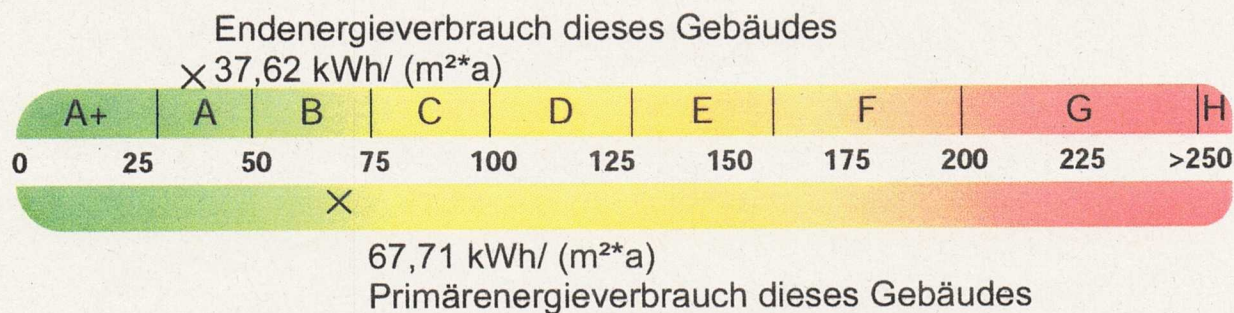 Endenergieverbrauch dieses Gebäudes
37,62 kWh/ (m²*a)
A+ A B C D E F G H
0 25 50 75 100 125 150 175 200 225 >250
67,71 kWh/ (m²*a)
Primärenergieverbrauch dieses Gebäudes